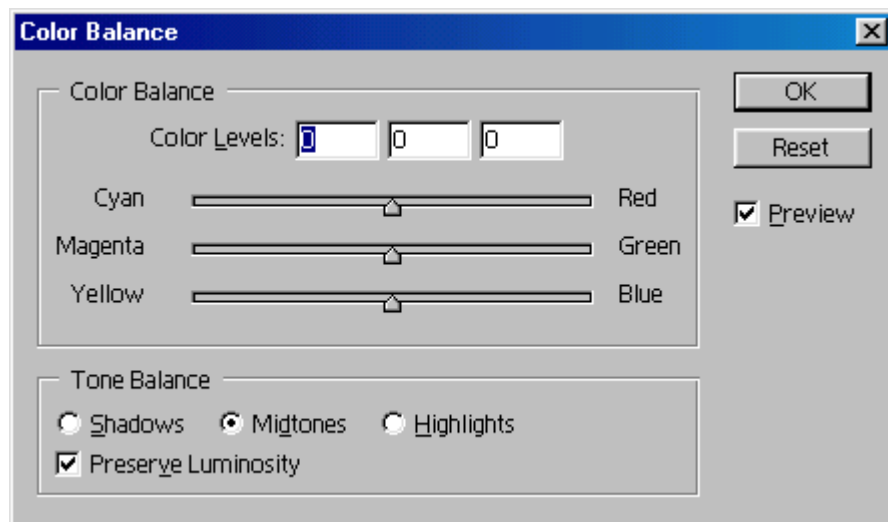 Color Balance
Color Balance
OK
Color Levels: 0 0 0
Reset
Cyan Red
Preview
Magenta Green
Yellow Blue
Tone Balance
Shadows Midtones Highlights
Preserve Luminosity